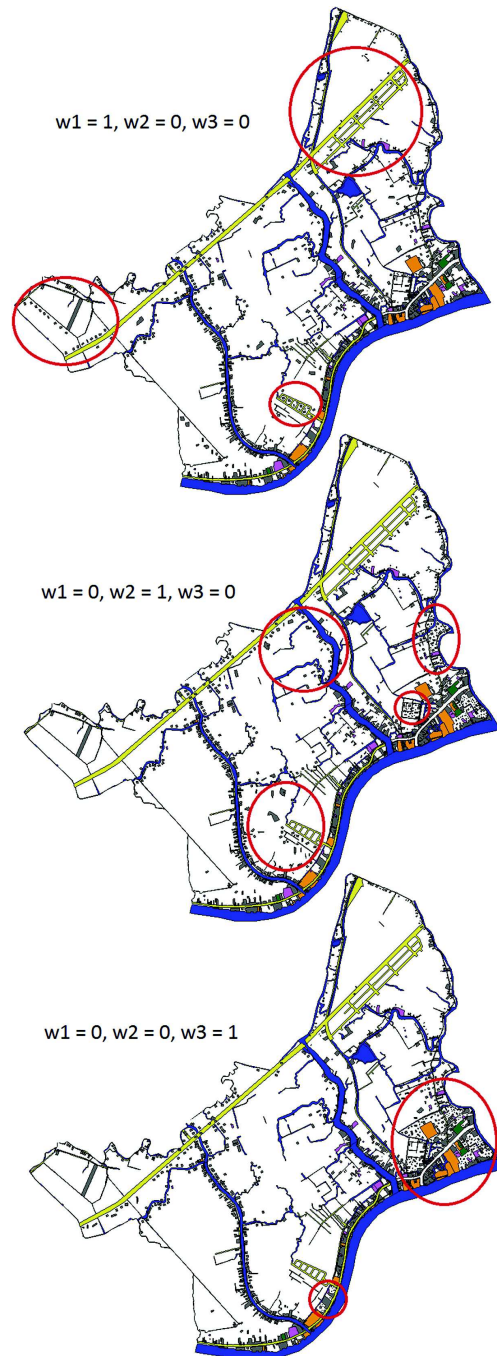 w1 = 1, w2 = 0, w3 = 0
w1 = 0, w2 = 1, w3 = 0
w1 = 0, w2 = 0, w3 = 1